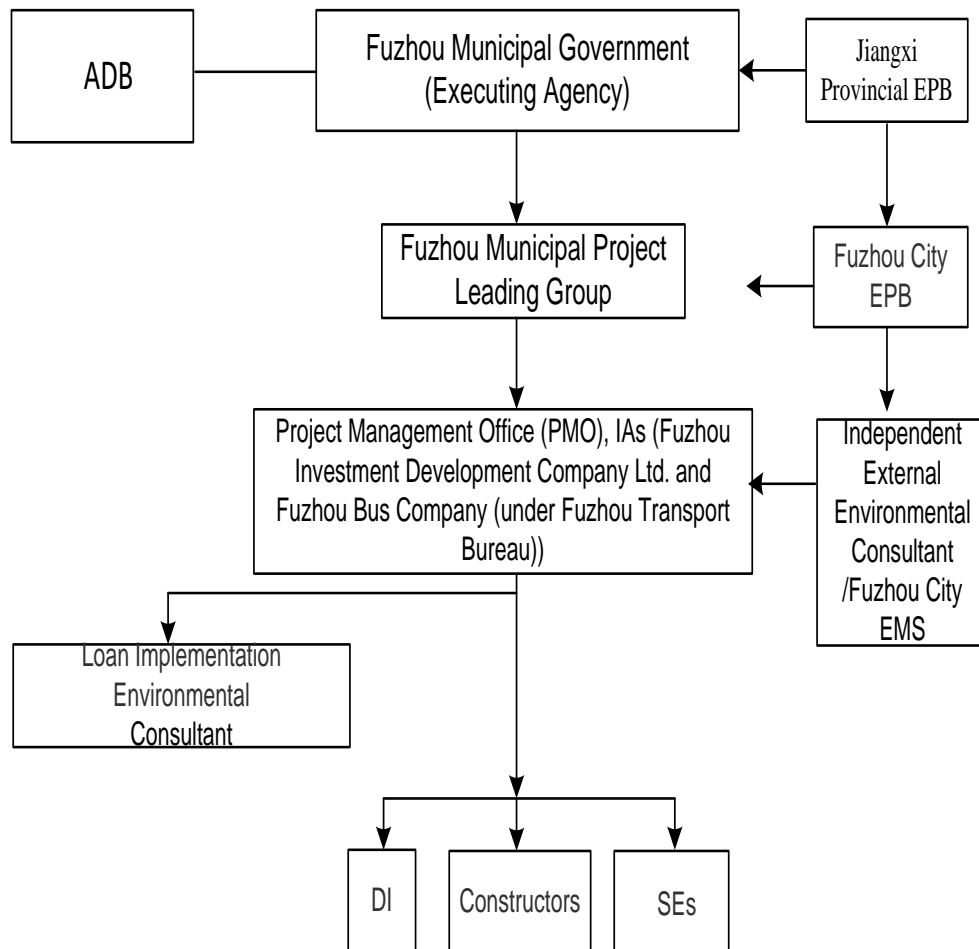 ADB
Fuzhou Municipal Government
(Executing Agency)
Jiangxi
Provincial EPB
Fuzhou Municipal Project
Leading Group
Fuzhou City
EPB
Project Management Office (PMO), IAs (Fuzhou
Investment Development Company Ltd. and
Fuzhou Bus Company (under Fuzhou Transport
Bureau))
Independent
External
Environmental
Consultant
/Fuzhou City
EMS
Loan Implementation
Environmental
Consultant
DI
Constructors
SEs